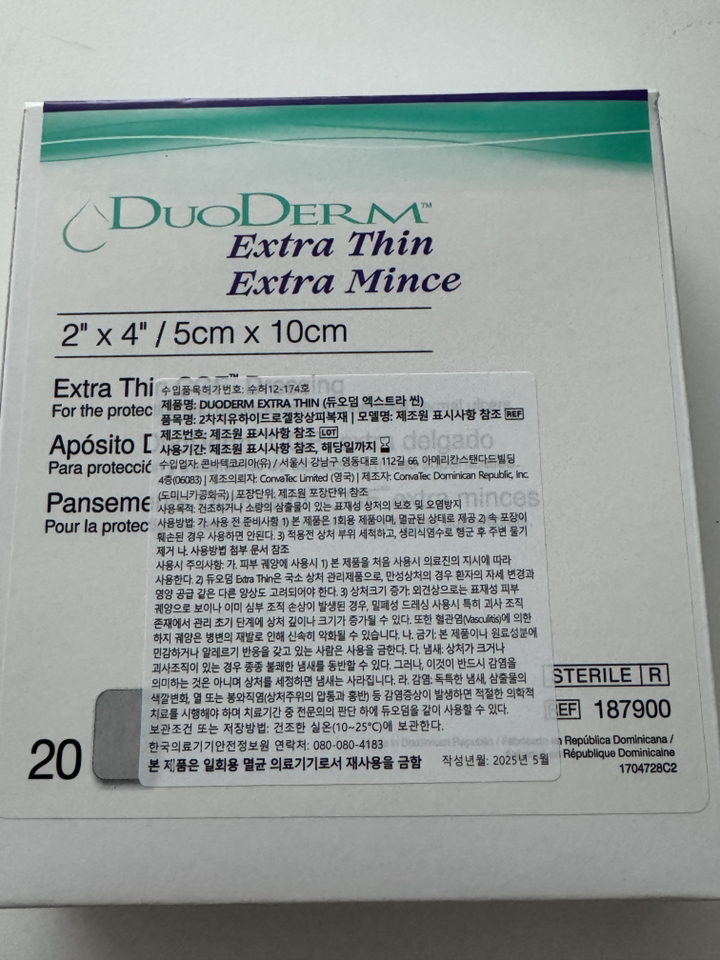 DUODERM™
Extra Thin
Extra Mince
2" x 4" / 5cm x 10cm
Extra Thi
For the protec
Apósito D
Para protecció
Panseme
Pour la protec
delgado
extra minces
수입품목허가번호: 수허12-174호
제품명: DUODERM EXTRA THIN (듀오덤 엑스트라 씬)
품목명: 2차치유하이드로겔창상피복재 | 모델명: 제조원 표시사항 참조 REF
제조번호: 제조원 표시사항 참조 LOT
사용기간: 제조원 표시사항 참조, 해당일까지
수입업자: 콘바텍코리아(유) / 서울시 강남구 영동대로 112길 66, 아메리칸스탠다드빌딩
4층(06083) | 제조의뢰자: ConvaTec Limited (영국) | 제조자: ConvaTec Dominican Republic, Inc.
(도미니카공화국) | 포장단위: 제조원 포장단위 참조
사용목적: 건조하거나 소량의 삼출물이 있는 표재성 상처의 보호 및 오염방지
사용방법: 가. 사용 전 준비사항 1) 본 제품은 1회용 제품이며, 멸균된 상태로 제공 2) 속 포장이
훼손된 경우 사용하면 안된다. 3) 적용전 상처 부위 세척하고, 생리식염수로 헹군 후 주변 물기
제거 나. 사용방법 첨부 문서 참조
사용시 주의사항: 가. 피부 궤양에 사용시 1) 본 제품을 처음 사용시 의료진의 지시에 따라
사용한다. 2) 듀오덤 Extra Thin은 국소 상처 관리제품으로, 만성상처의 경우 환자의 자세 변경과
영양 공급 같은 다른 양상도 고려되어야 한다. 3) 상처크기 증가: 외견상으로는 표재성 피부
궤양으로 보이나 이미 심부 조직 손상이 발생된 경우, 밀폐성 드레싱 사용시 특히 괴사 조직
존재에서 관리 초기 단계에 상처 깊이나 크기가 증가될 수 있다. 또한 혈관염(Vasculitis)에 의한
하지 궤양은 병변의 재발로 인해 신속히 악화될 수 있습니다. 나. 금기: 본 제품이나 원료성분에
민감하거나 알레르기 반응을 갖고 있는 사람은 사용을 금한다. 다. 냄새: 상처가 크거나
괴사조직이 있는 경우 종종 불쾌한 냄새를 동반할 수 있다. 그러나, 이것이 반드시 감염을
의미하는 것은 아니며 상처를 세정하면 냄새는 사라집니다. 라. 감염: 독특한 냄새, 삼출물의
색깔변화, 열 또는 봉와직염(상처주위의 압통과 홍반) 등 감염증상이 발생하면 적절한 의학적
치료를 시행해야 하며 치료기간 중 전문의의 판단 하에 듀오덤을 같이 사용할 수 있다.
보관조건 또는 저장방법: 건조한 실온(10~25℃)에 보관한다.
한국의료기기안전정보원 연락처: 080-080-4183
본 제품은 일회용 멸균 의료기기로서 재사용을 금함 작성년월: 2025년 5월
STERILE R
REF 187900
n República Dominicana /
République Dominicaine
1704728C2
20